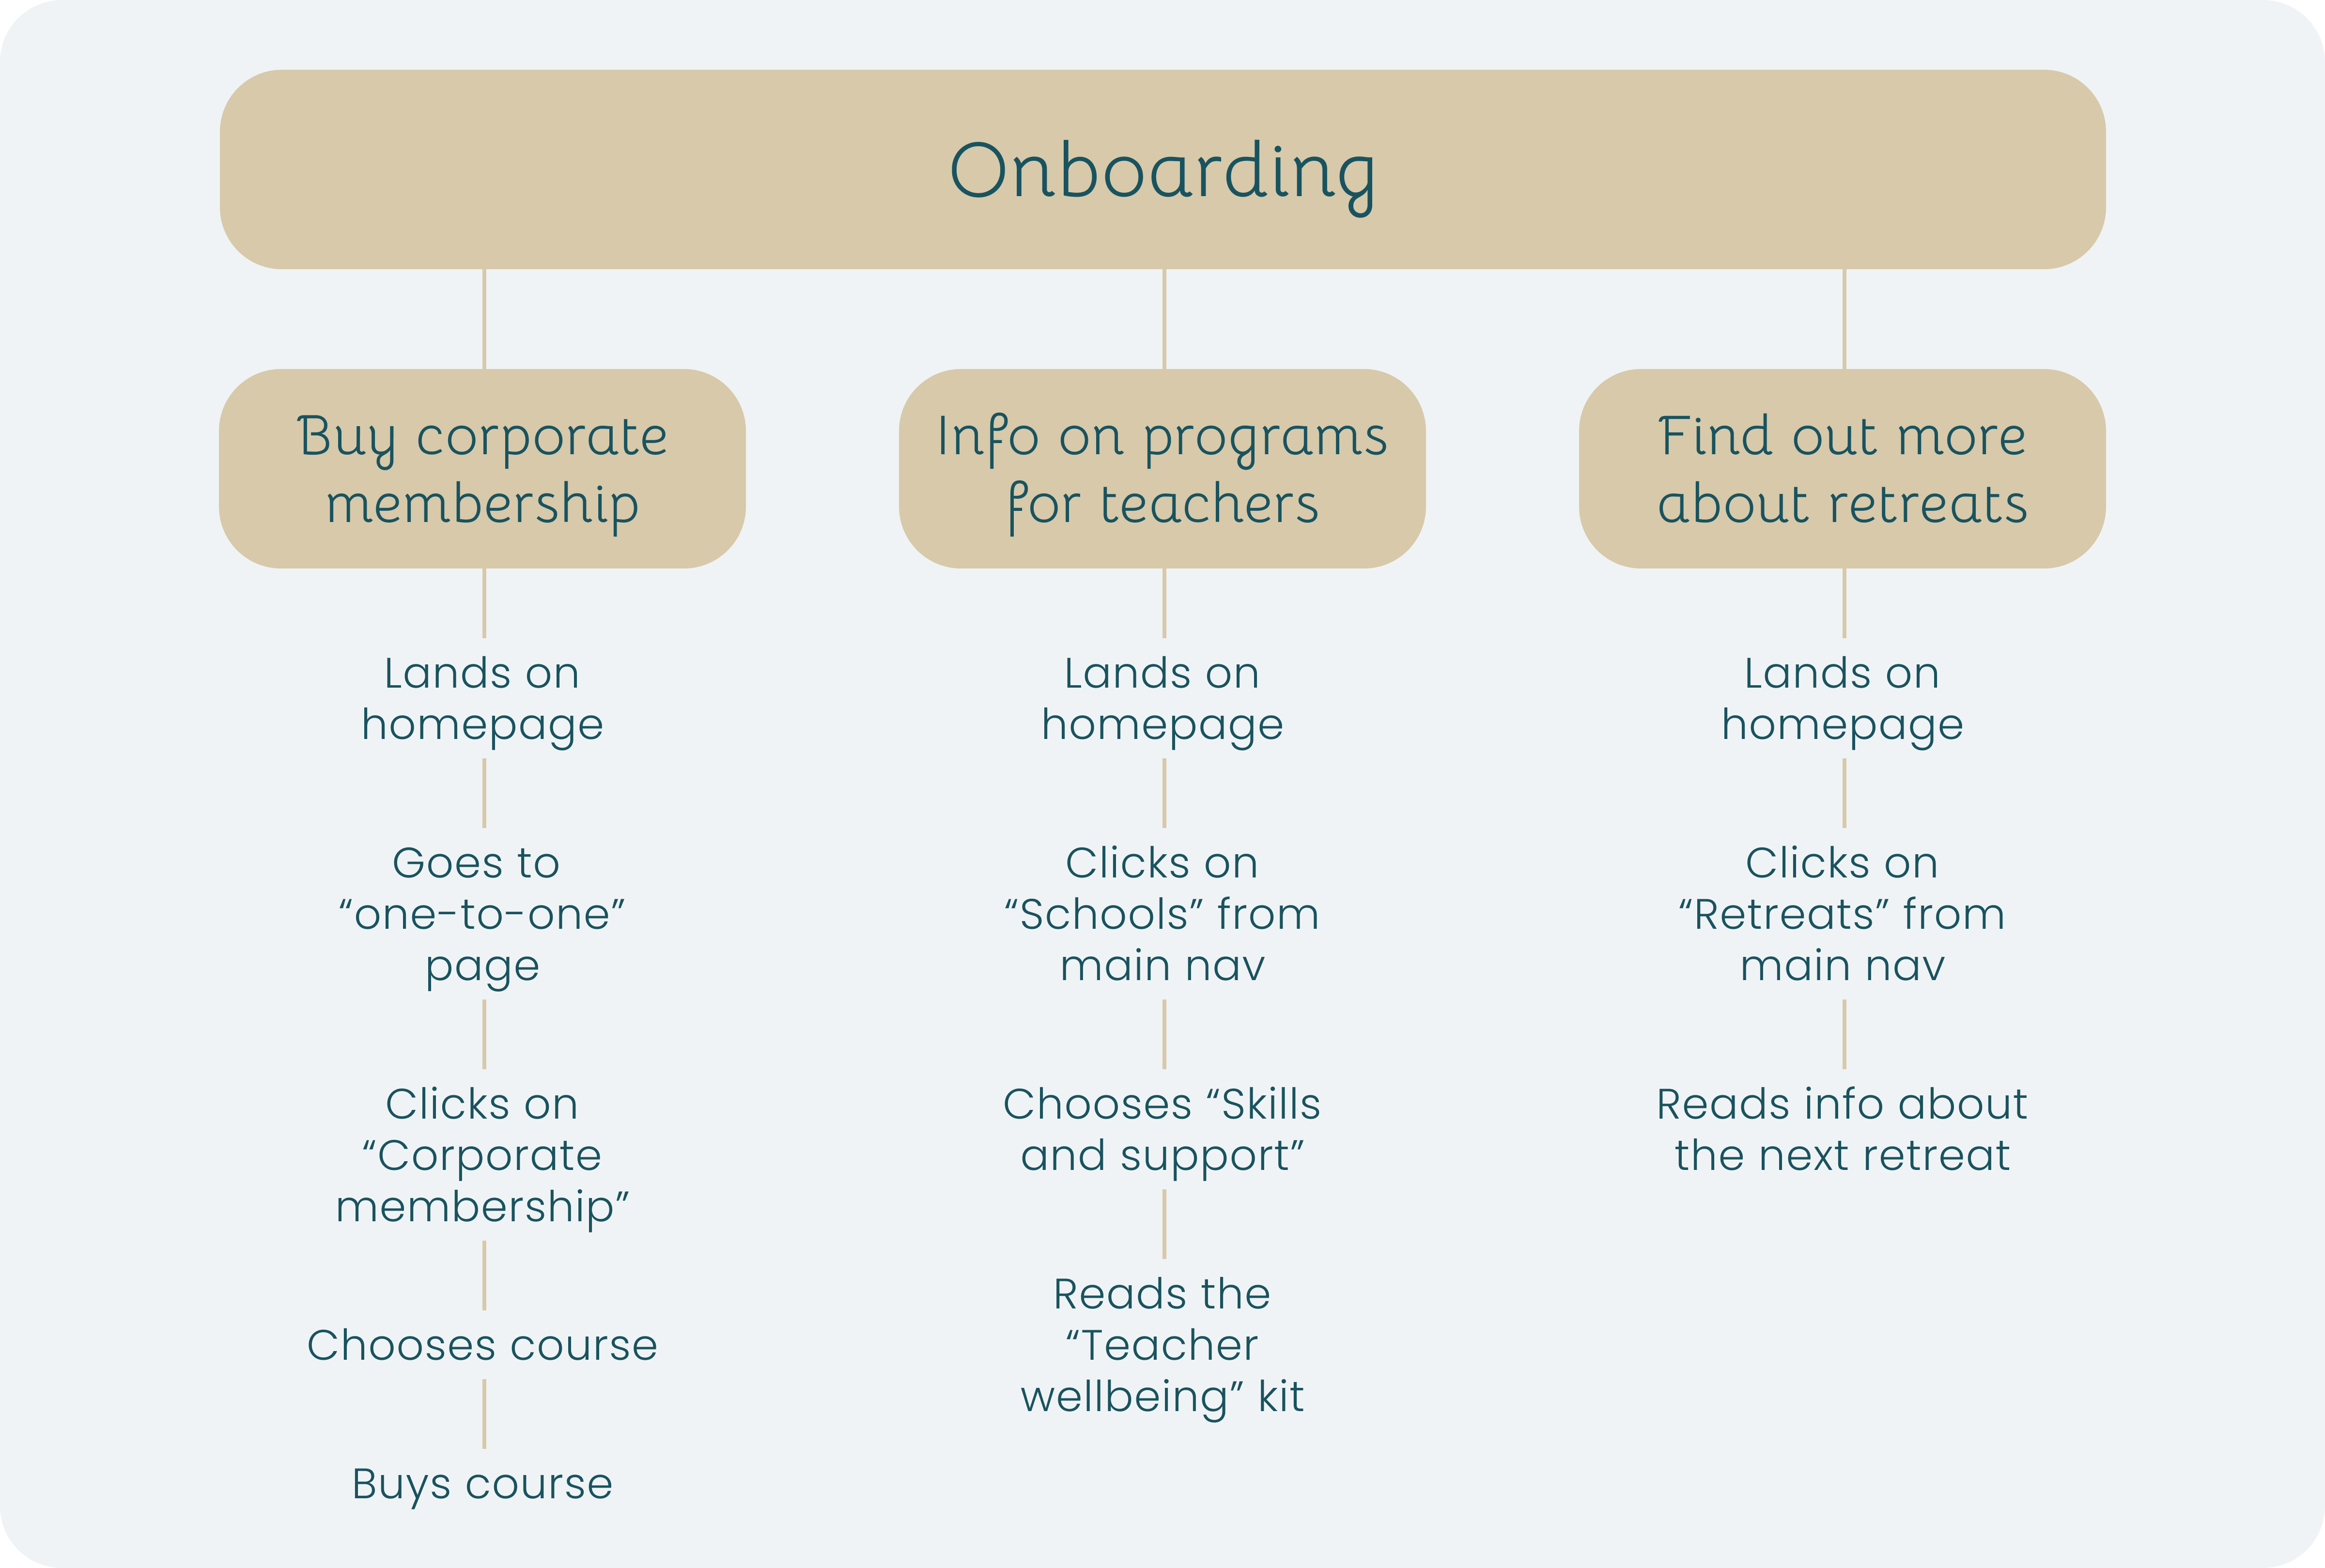 Onboarding
Buy corporate
membership
Lands on
homepage
Goes to
“one-to-one”
page
Clicks on
“Corporate
membership”
Chooses course
Buys course
Info on programs
for teachers
Lands on
homepage
Clicks on
“Schools” from
main nav
Chooses “Skills
and support”
Reads the
“Teacher
wellbeing” kit
Find out more
about retreats
Lands on
homepage
Clicks on
“Retreats” from
main nav
Reads info about
the next retreat